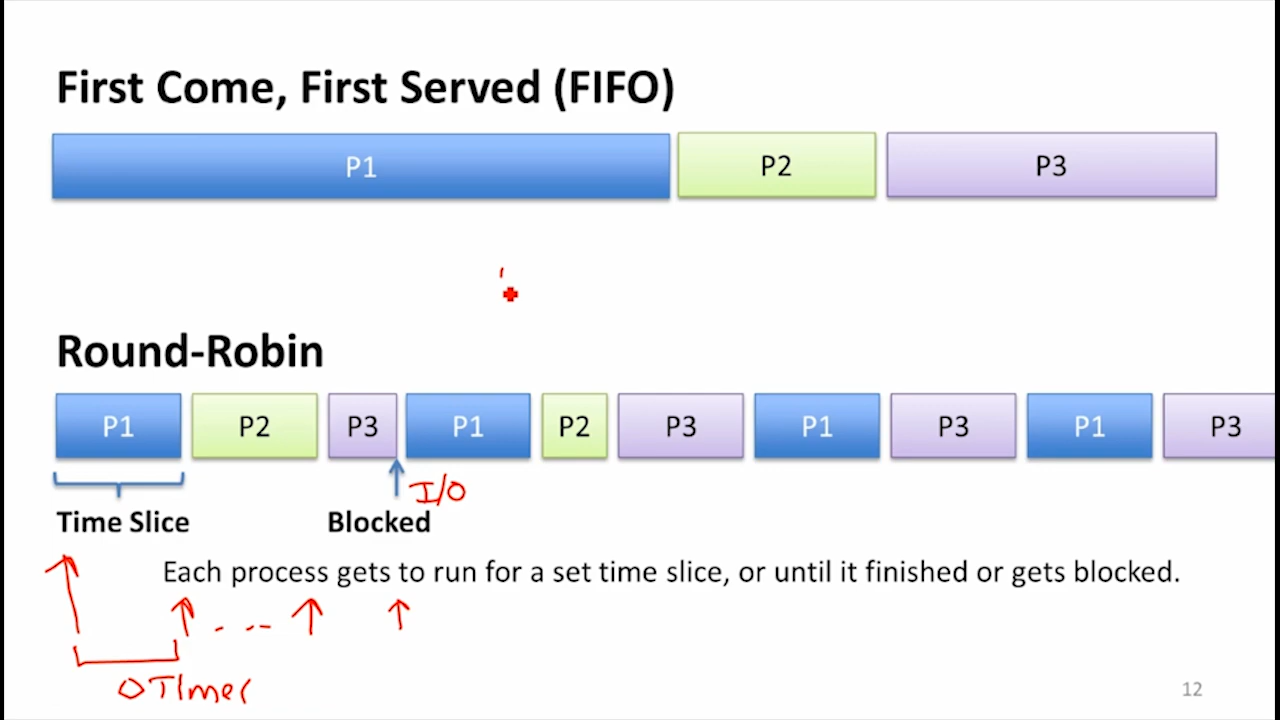 First Come, First Served (FIFO)
P1 P2 P3
Round-Robin
P1 P2 P3 P1 P2 P3 P1 P3 P1 P3
I/O
Time Slice Blocked
Each process gets to run for a set time slice, or until it finished or gets blocked.
Timer
12